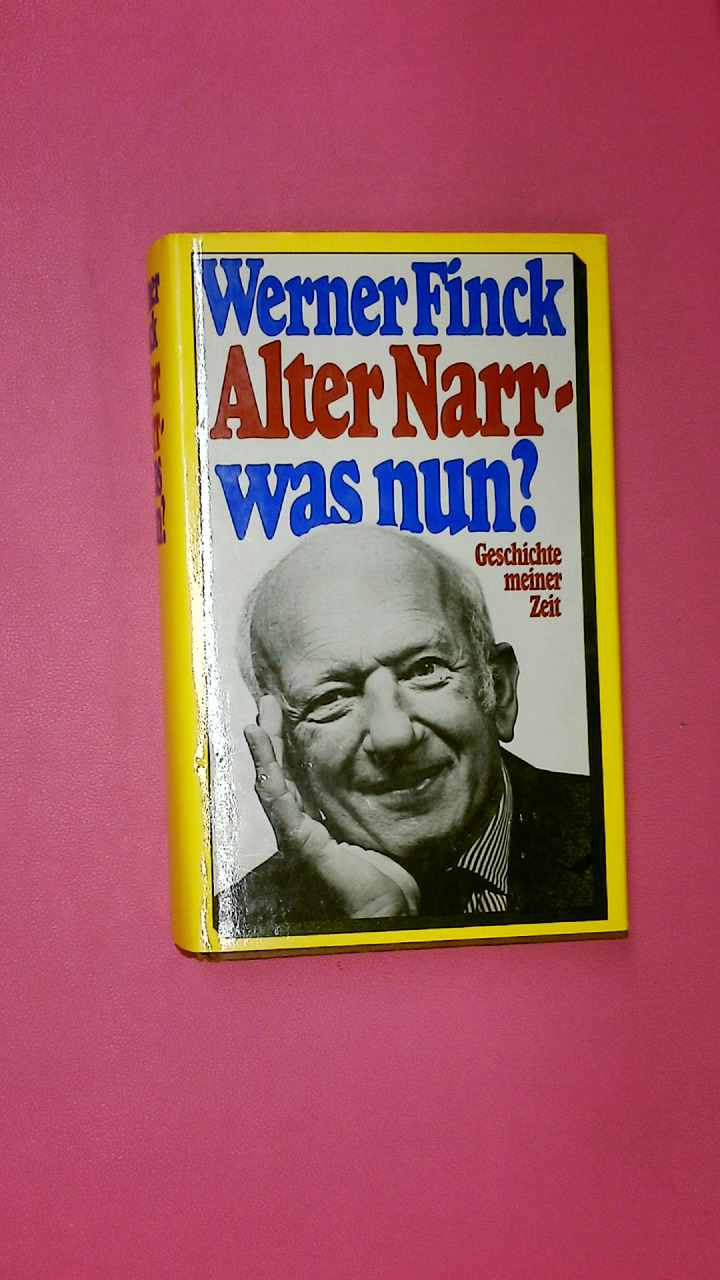 Werner Finck
Alter Narr-
was nun?
Geschichte
meiner
Zeit